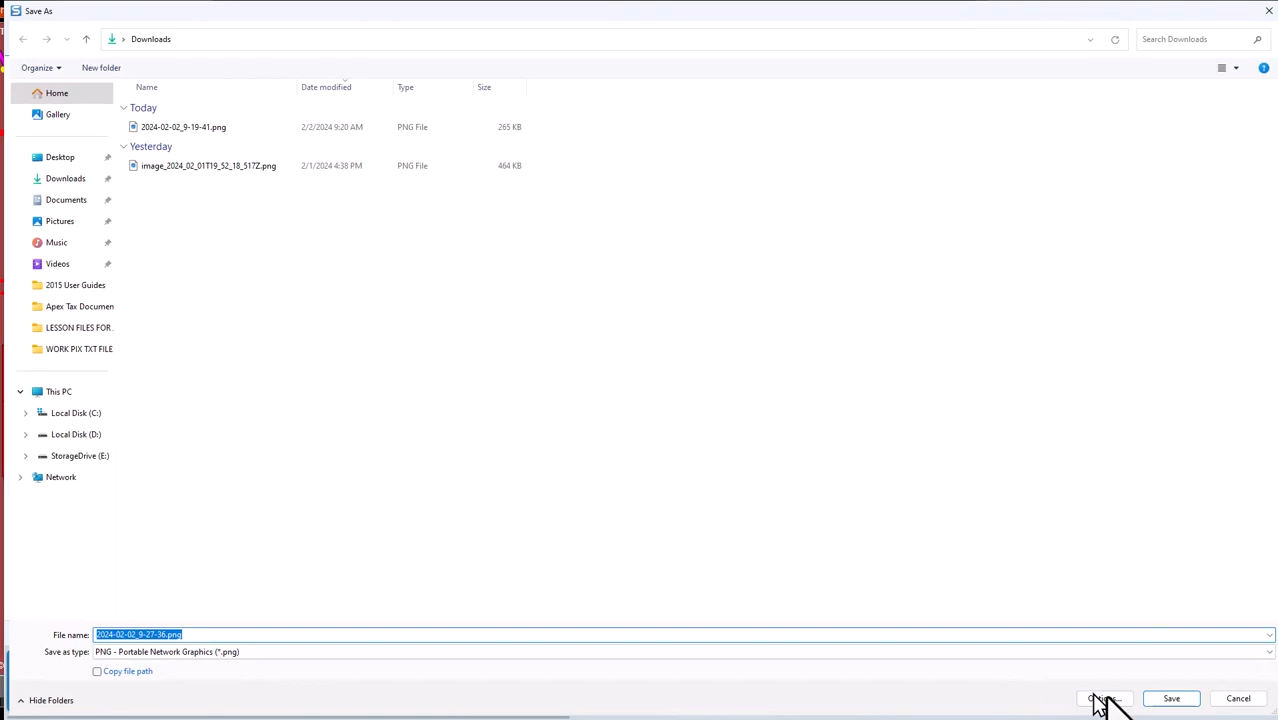 Save As
Downloads
Search Downloads
Organize
New folder
Home
Gallery
Desktop
Downloads
Documents
Pictures
Music
Videos
2015 User Guides
Apex Tax Documen
LESSON FILES FOR
WORK PIX TXT FILE
This PC
Local Disk (C:)
Local Disk (D:)
StorageDrive (E:)
Network
Name Date modified Type Size
Today
2024-02-02_9-19-41.png 2/2/2024 9:20 AM PNG File 265 KB
Yesterday
image_2024_02_01T19_52_18_517Z.png 2/1/2024 4:38 PM PNG File 464 KB
File name: 2024-02-02_9-27-36.png
Save as type: PNG - Portable Network Graphics (*.png)
Copy file path
Hide Folders
Save
Cancel